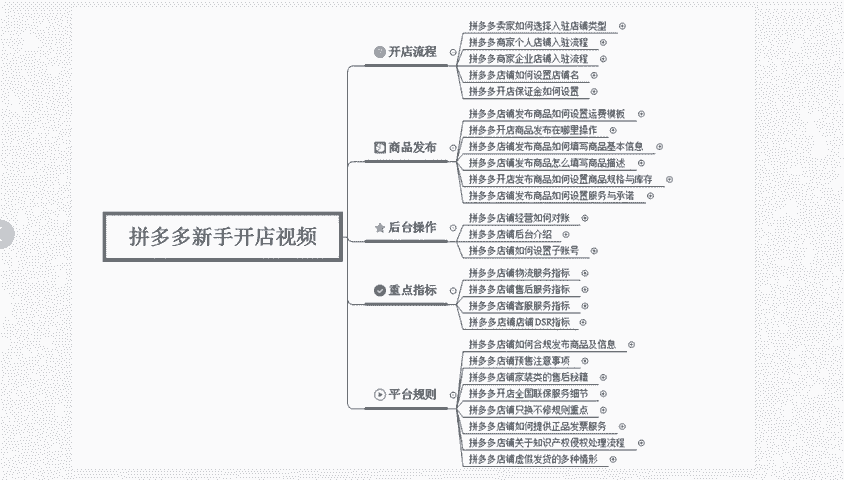 拼多多新手开店视频
开店流程
拼多多卖家如何选择入驻店铺类型
拼多多商家个人店铺入驻流程
拼多多商家企业店铺入驻流程
拼多多店铺如何设置店铺名
拼多多开店保证金如何设置
商品发布
拼多多店铺发布商品如何设置运费模板
拼多多开店商品发布在哪里操作
拼多多店铺发布商品如何填写商品基本信息
拼多多店铺发布商品怎么填写商品描述
拼多多开店发布商品如何设置商品规格与库存
拼多多店铺发布商品如何设置服务与承诺
后台操作
拼多多店铺经营如何对账
拼多多店铺后台介绍
拼多多店铺如何设置子账号
重点指标
拼多多店铺物流服务指标
拼多多店铺售后服务指标
拼多多店铺客服服务指标
拼多多店铺店铺DSR指标
平台规则
拼多多店铺如何合规发布商品及信息
拼多多店铺预售注意事项
拼多多店铺家装类的售后秘籍
拼多多开店全国联保服务细节
拼多多店铺只换不修规则重点
拼多多店铺如何提供正品发票服务
拼多多店铺关于知识产权侵权处理流程
拼多多店铺虚假发货的多种情形